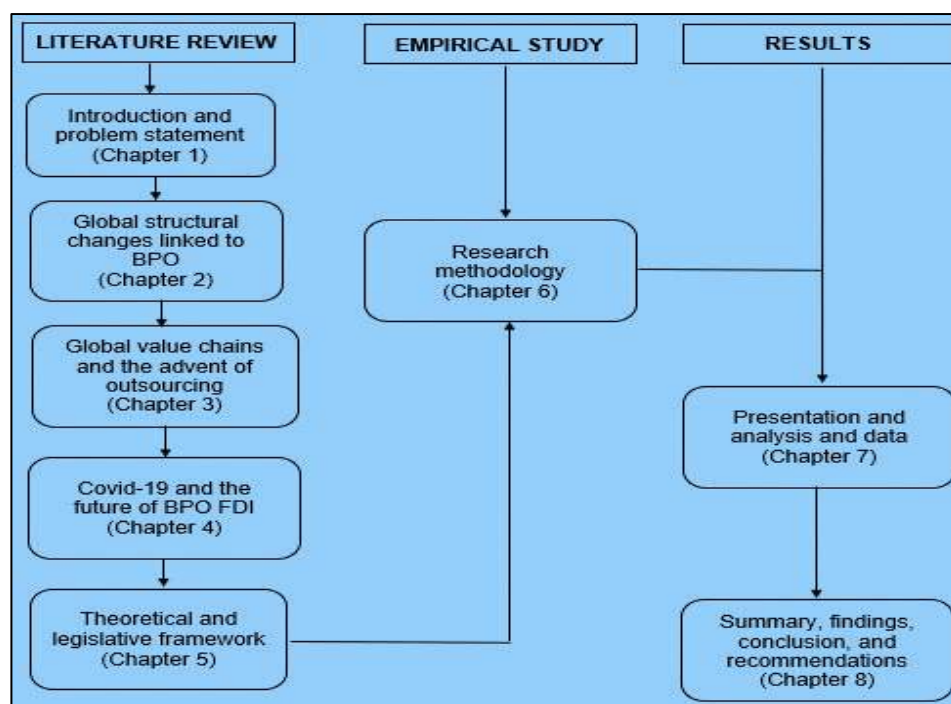 LITERATURE REVIEW
Introduction and
problem statement
(Chapter 1)
Global structural
changes linked to
BPO
(Chapter 2)
Global value chains
and the advent of
outsourcing
(Chapter 3)
Covid-19 and the
future of BPO FDI
(Chapter 4)
Theoretical and
legislative framework
(Chapter 5)
EMPIRICAL STUDY
Research
methodology
(Chapter 6)
RESULTS
Presentation and
analysis and data
(Chapter 7)
Summary, findings,
conclusion, and
recommendations
(Chapter 8)